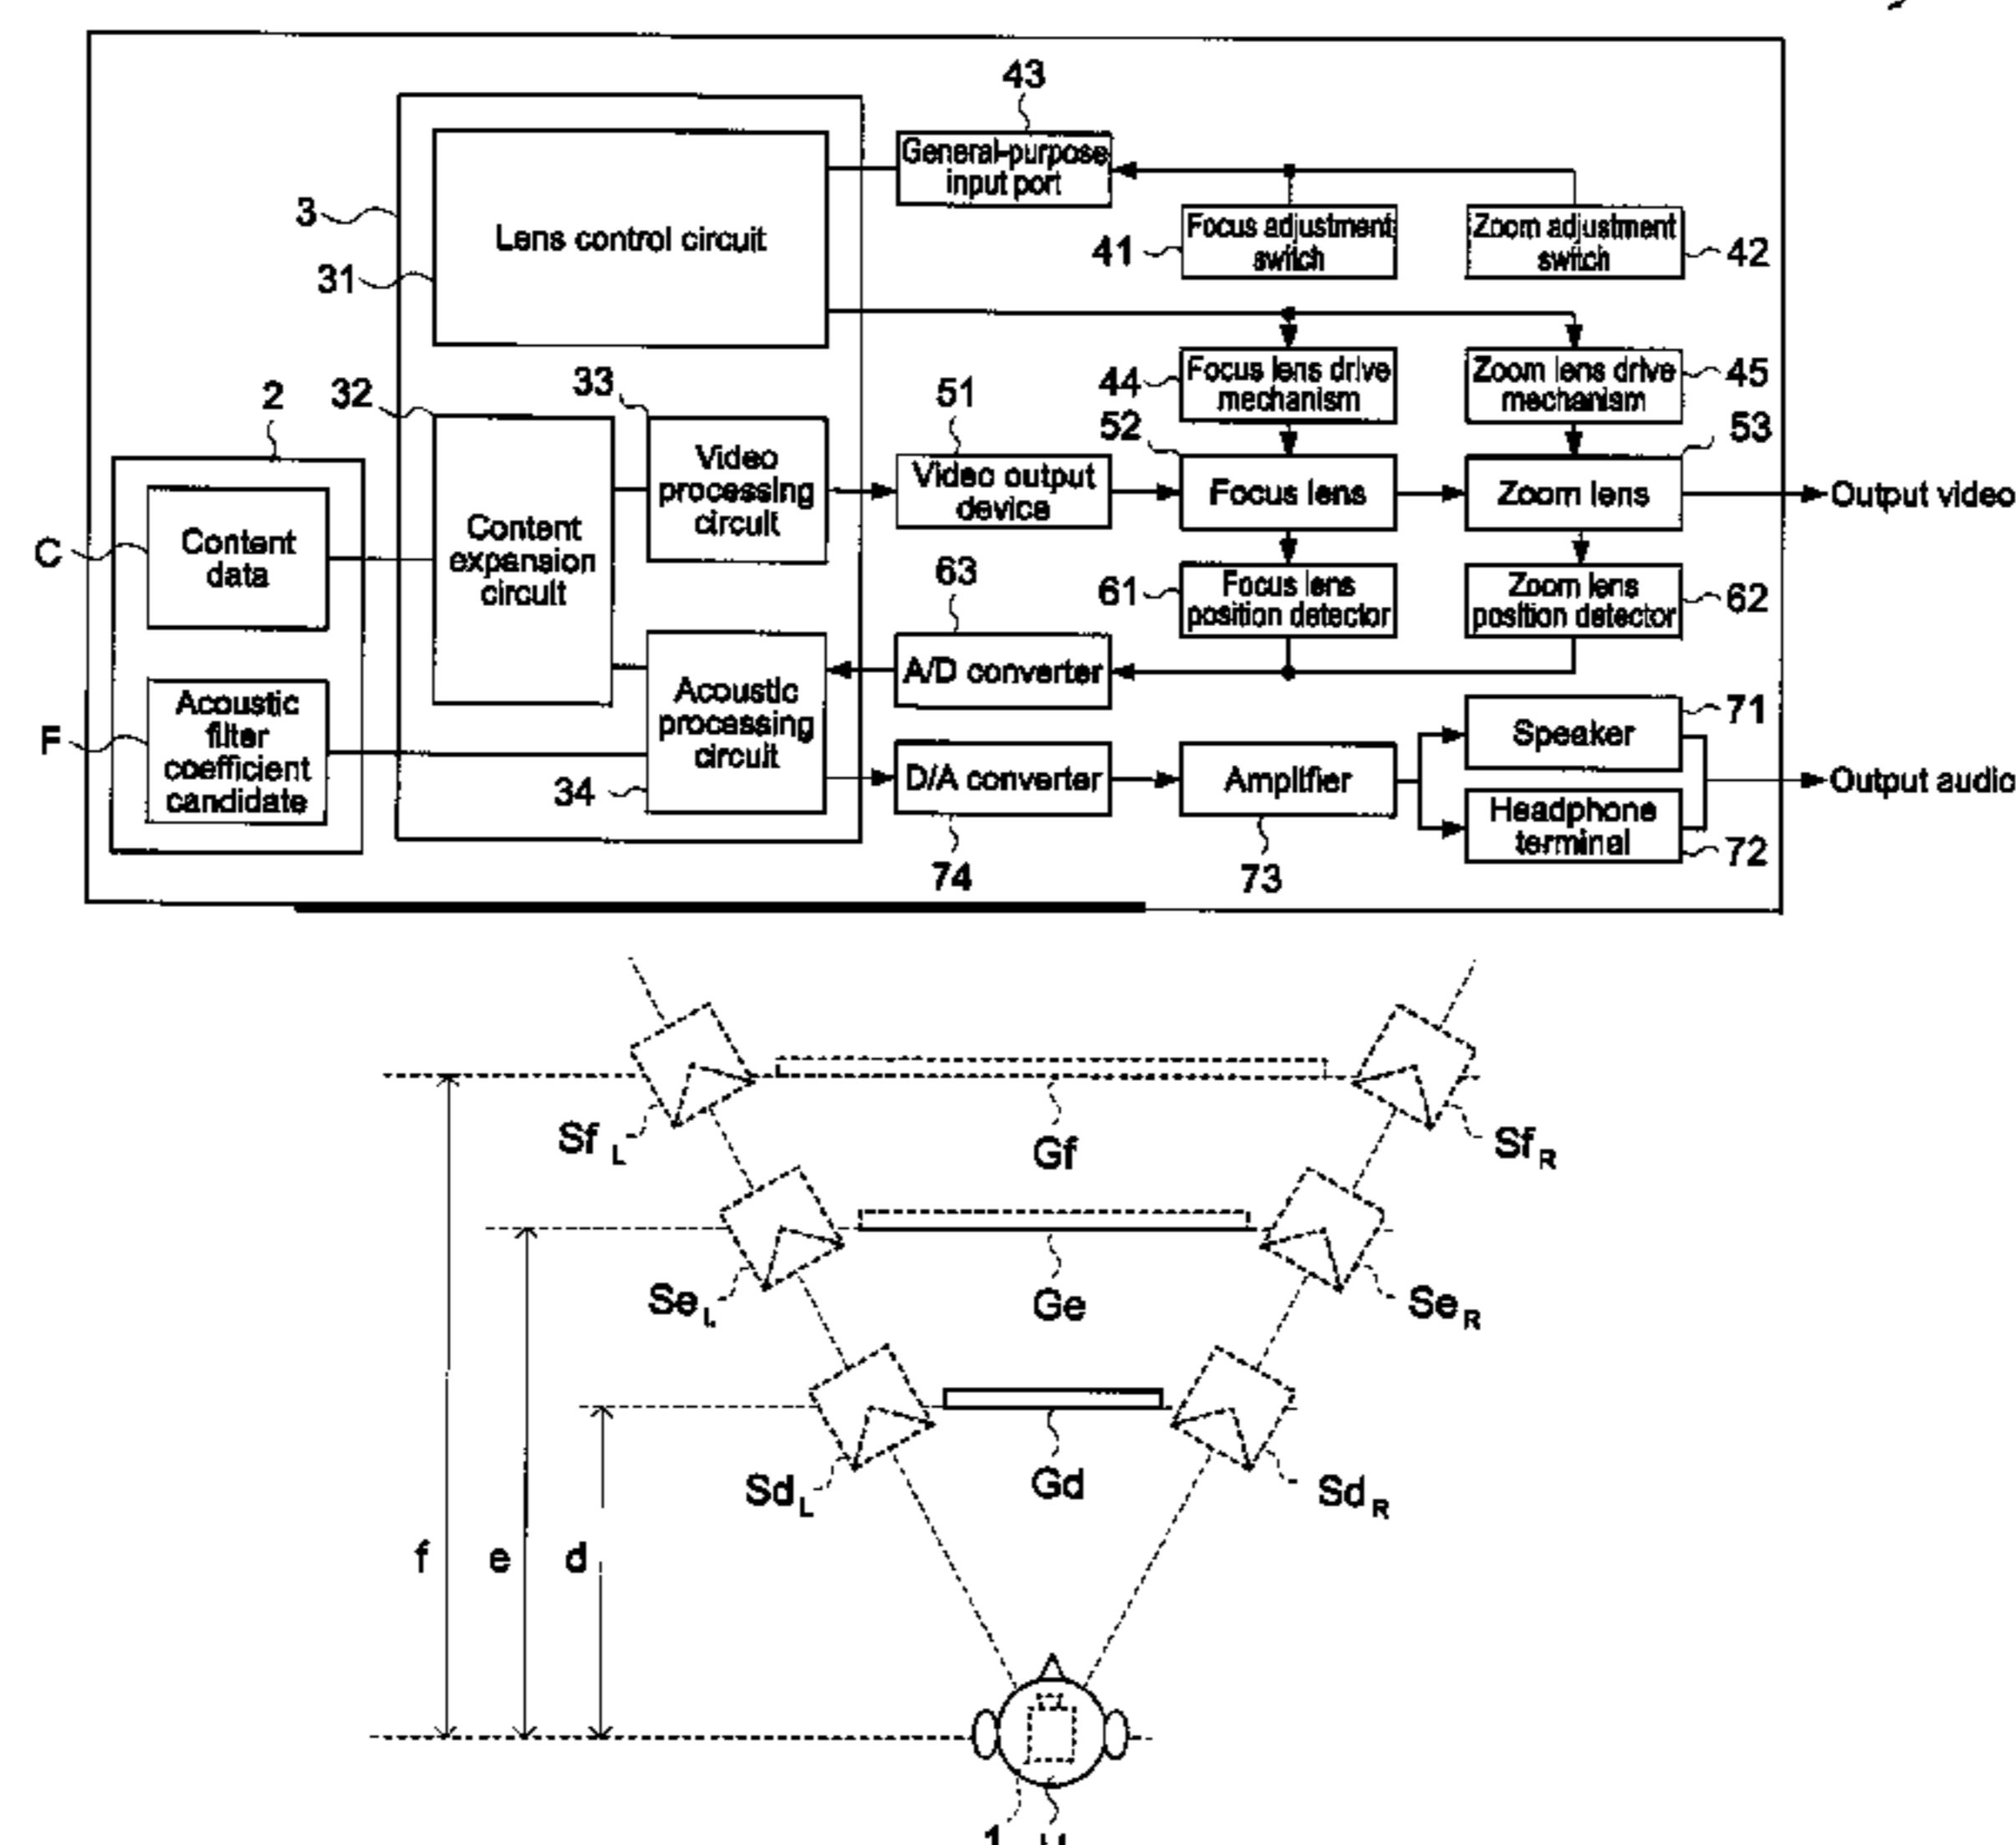 43
General-purpose
input port
3
Lens control circuit
31
41
Focus adjustment
switch
Zoom adjustment
switch
42
44
Focus lens drive
mechanism
Zoom lens drive
mechanism
45
2
32
33
51
52
53
Content
data
C
Content
expansion
circuit
Video
processing
circuit
Video output
device
Focus lens
Zoom lens
Output video
63
61
Focus lens
position detector
Zoom lens
position detector
62
A/D converter
F
Acoustic
filter
coefficient
candidate
Acoustic
processing
circuit
34
D/A converter
74
Amplifier
73
Speaker
71
Headphone
terminal
72
Output audio
Sf L
Gf
Sf R
Se L
Ge
Se R
Sd L
Gd
Sd R
f
e
d
1